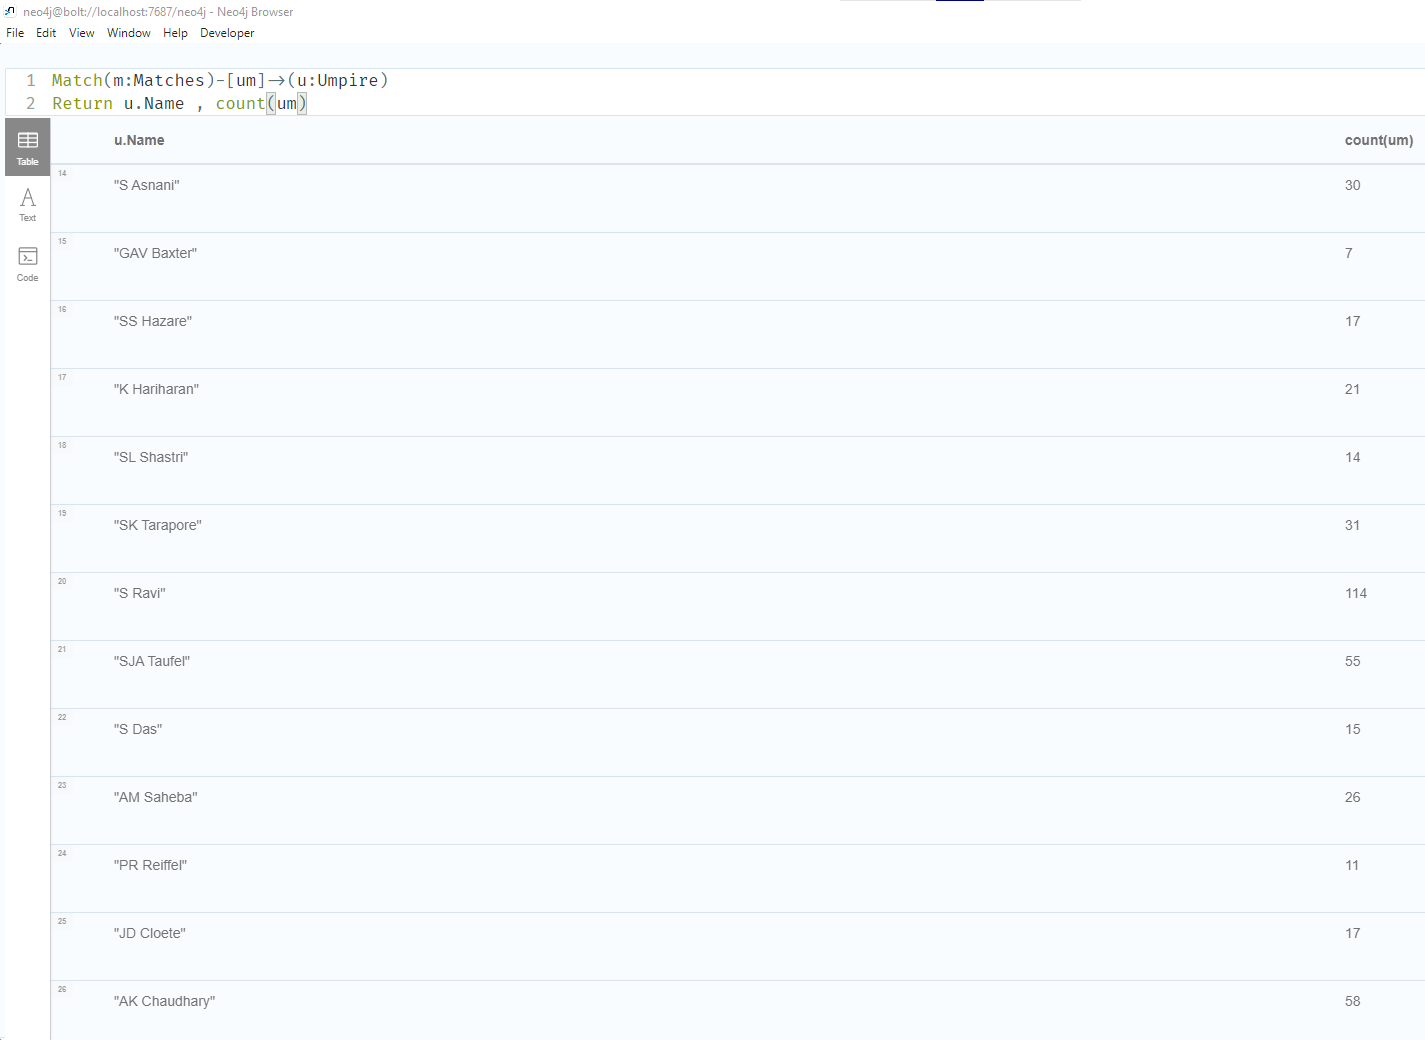 neo4j@bolt://localhost:7687/neo4j - Neo4j Browser
File Edit View Window Help Developer
1 Match(m:Matches)-[um]->(u:Umpire)
2 Return u.Name , count(um)
Table
Text
Code
u.Name count(um)
14 "S Asnani" 30
15 "GAV Baxter" 7
16 "SS Hazare" 17
17 "K Hariharan" 21
18 "SL Shastri" 14
19 "SK Tarapore" 31
20 "S Ravi" 114
21 "SJA Taufel" 55
22 "S Das" 15
23 "AM Saheba" 26
24 "PR Reiffel" 11
25 "JD Cloete" 17
26 "AK Chaudhary" 58